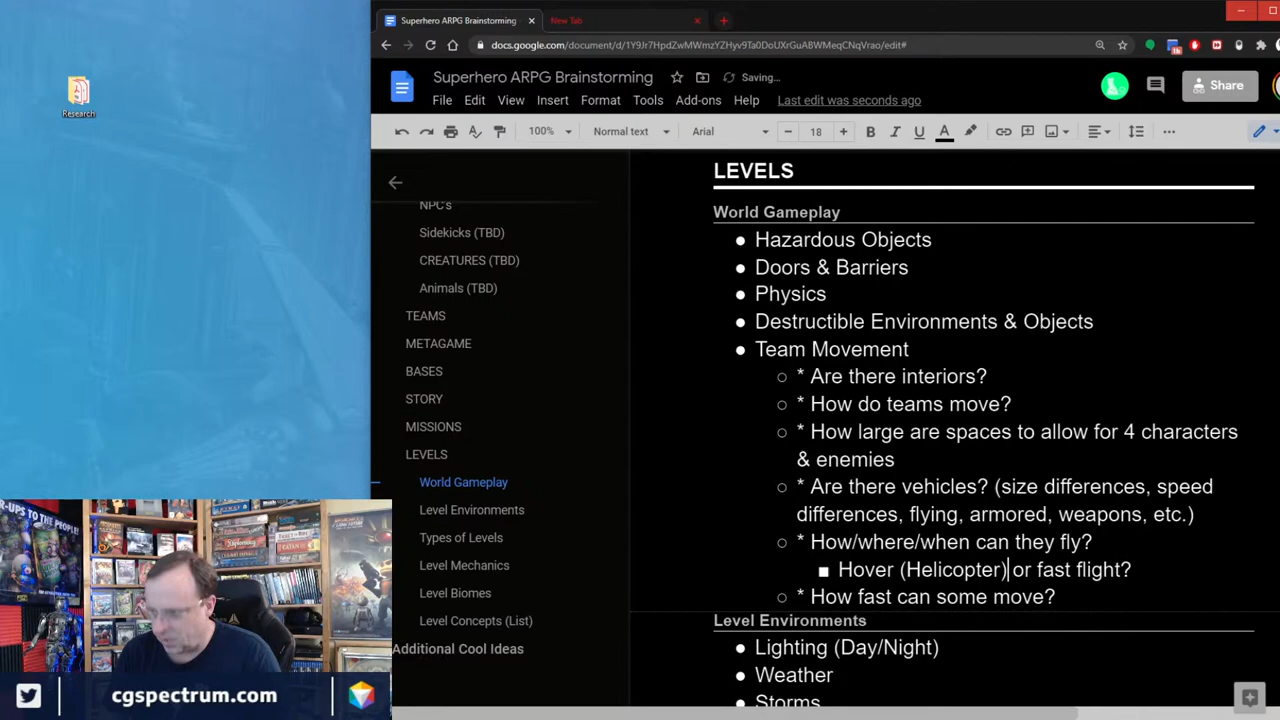 Superhero ARPG Brainstorming
New Tab
docs.google.com/document/d/1Y9Jr7HpdZwMWmzYZHyv9Ta0DoUXrGuABWMeqCNqVrao/edit#
Research
Superhero ARPG Brainstorming
Saving...
Share
File Edit View Insert Format Tools Add-ons Help Last edit was seconds ago
100% Normal text Arial 18
NPC's
Sidekicks (TBD)
CREATURES (TBD)
Animals (TBD)
TEAMS
METAGAME
BASES
STORY
MISSIONS
LEVELS
World Gameplay
Level Environments
Types of Levels
Level Mechanics
Level Biomes
Level Concepts (List)
Additional Cool Ideas
LEVELS
World Gameplay
● Hazardous Objects
● Doors & Barriers
● Physics
● Destructible Environments & Objects
● Team Movement
○ * Are there interiors?
○ * How do teams move?
○ * How large are spaces to allow for 4 characters
& enemies
○ * Are there vehicles? (size differences, speed
differences, flying, armored, weapons, etc.)
○ * How/where/when can they fly?
■ Hover (Helicopter) or fast flight?
○ * How fast can some move?
Level Environments
● Lighting (Day/Night)
● Weather
● Storms
UPS TO THE PEOPLE!
CATAN
cgspectrum.com